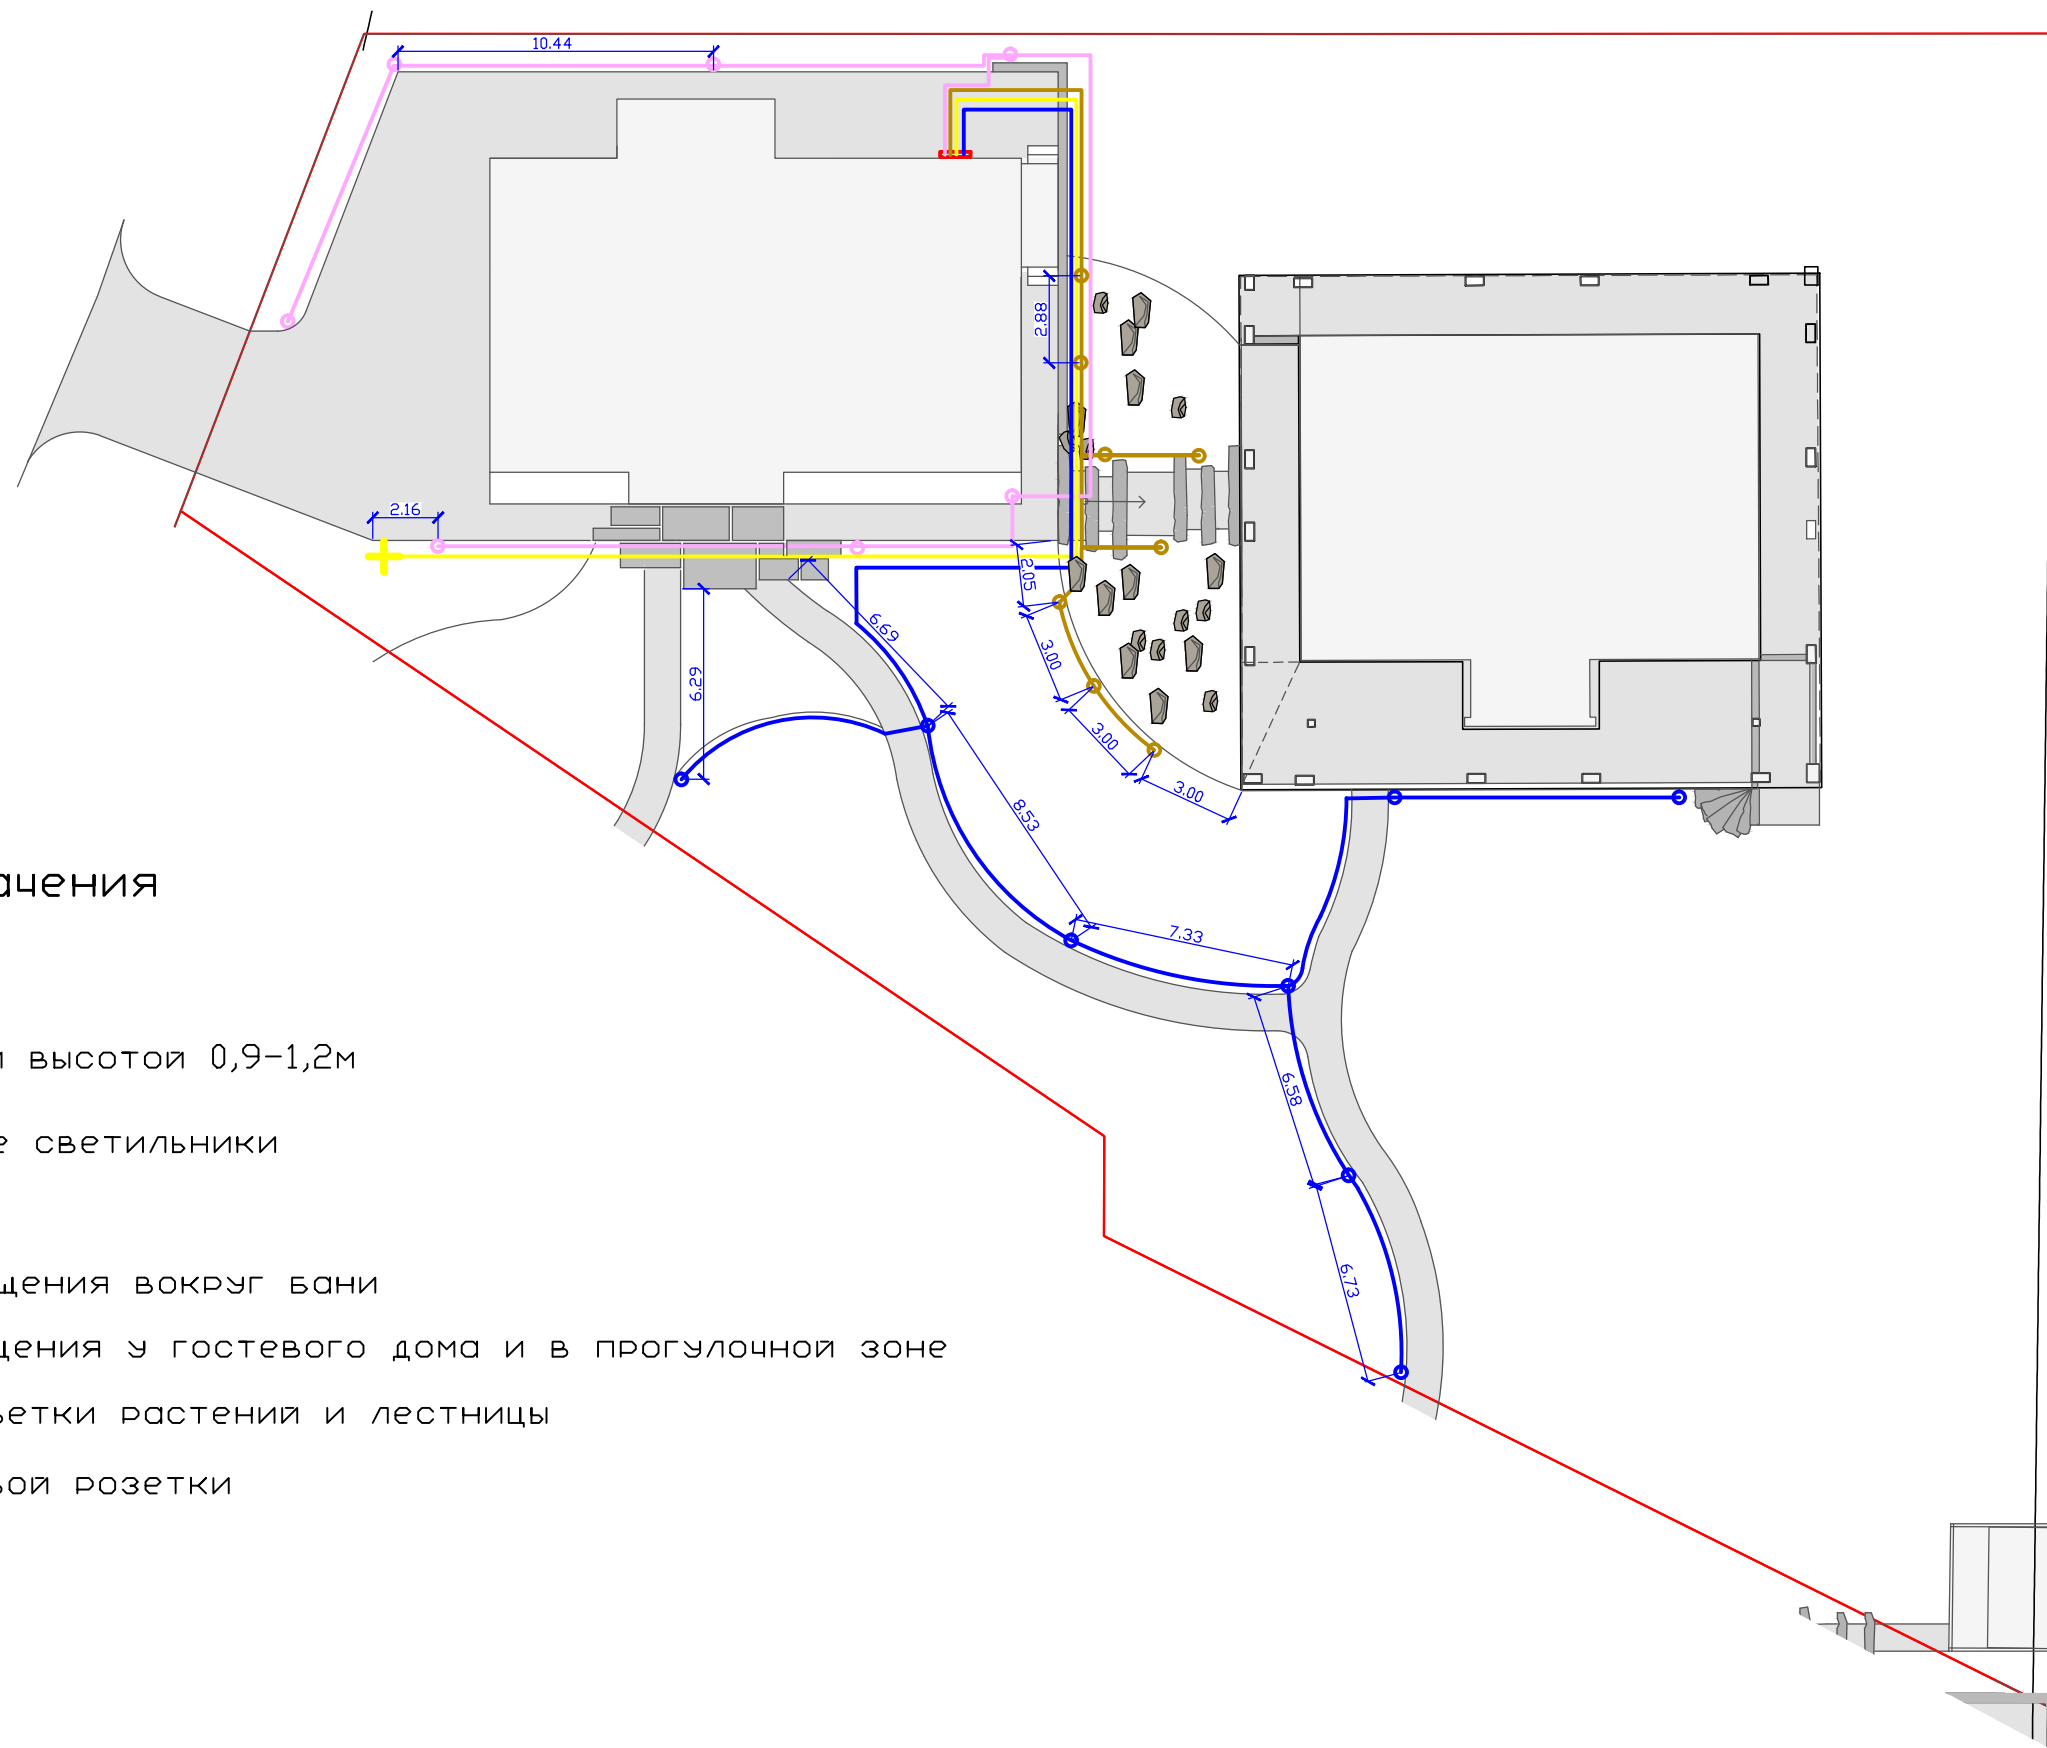 10.44
2.88
2.16
2.05
6.69
3.00
6.29
3.00
3.00
8.53
ачения
7.33
высотой 0,9-1,2м
6.58
светильники
6.73
щения вокруг бани
щения у гостевого дома и в прогулочной зоне
ветки растений и лестницы
вой розетки